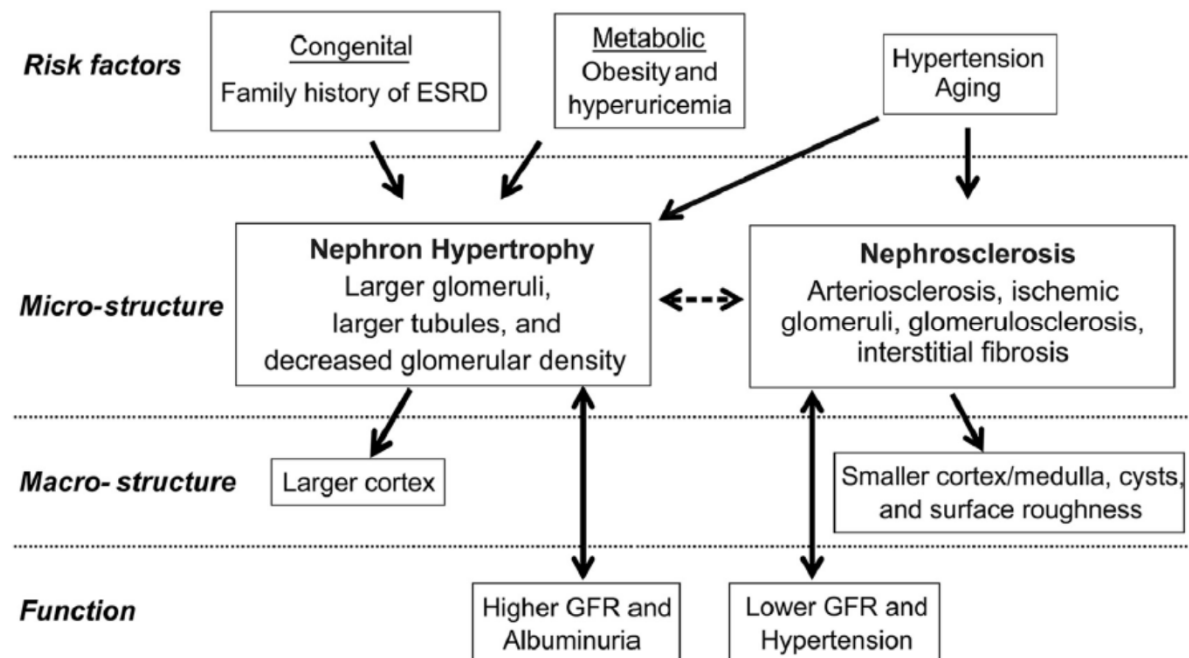 Risk factors
Congenital
Family history of ESRD
Metabolic
Obesity and
hyperuricemia
Hypertension
Aging
Micro-structure
Nephron Hypertrophy
Larger glomeruli,
larger tubules, and
decreased glomerular density
Nephrosclerosis
Arteriosclerosis, ischemic
glomeruli, glomerulosclerosis,
interstitial fibrosis
Macro- structure
Larger cortex
Smaller cortex/medulla, cysts,
and surface roughness
Function
Higher GFR and
Albuminuria
Lower GFR and
Hypertension